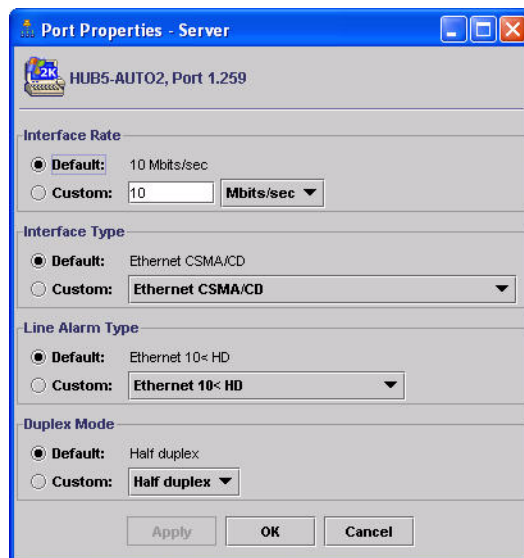 Port Properties - Server
2K
HUB5-AUTO2, Port 1.259
Interface Rate
Default: 10 Mbits/sec
Custom: 10 Mbits/sec
Interface Type
Default: Ethernet CSMA/CD
Custom: Ethernet CSMA/CD
Line Alarm Type
Default: Ethernet 10< HD
Custom: Ethernet 10< HD
Duplex Mode
Default: Half duplex
Custom: Half duplex
Apply OK Cancel